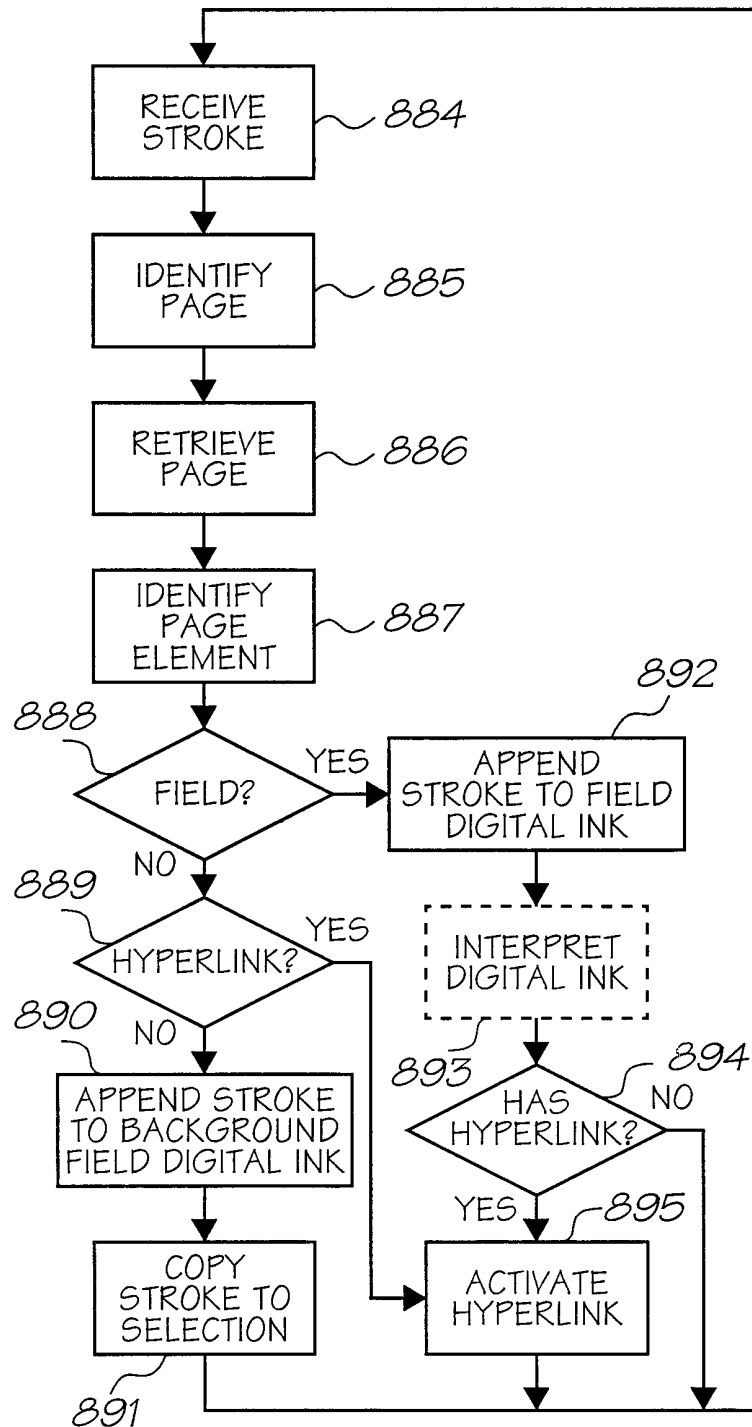 RECEIVE
STROKE
884
IDENTIFY
PAGE
885
RETRIEVE
PAGE
886
IDENTIFY
PAGE
ELEMENT
887
888
FIELD?
YES
NO
892
APPEND
STROKE TO FIELD
DIGITAL INK
889
HYPERLINK?
YES
NO
INTERPRET
DIGITAL INK
893
890
APPEND STROKE
TO BACKGROUND
FIELD DIGITAL INK
894
HAS
HYPERLINK?
NO
YES
895
COPY
STROKE TO
SELECTION
891
ACTIVATE
HYPERLINK